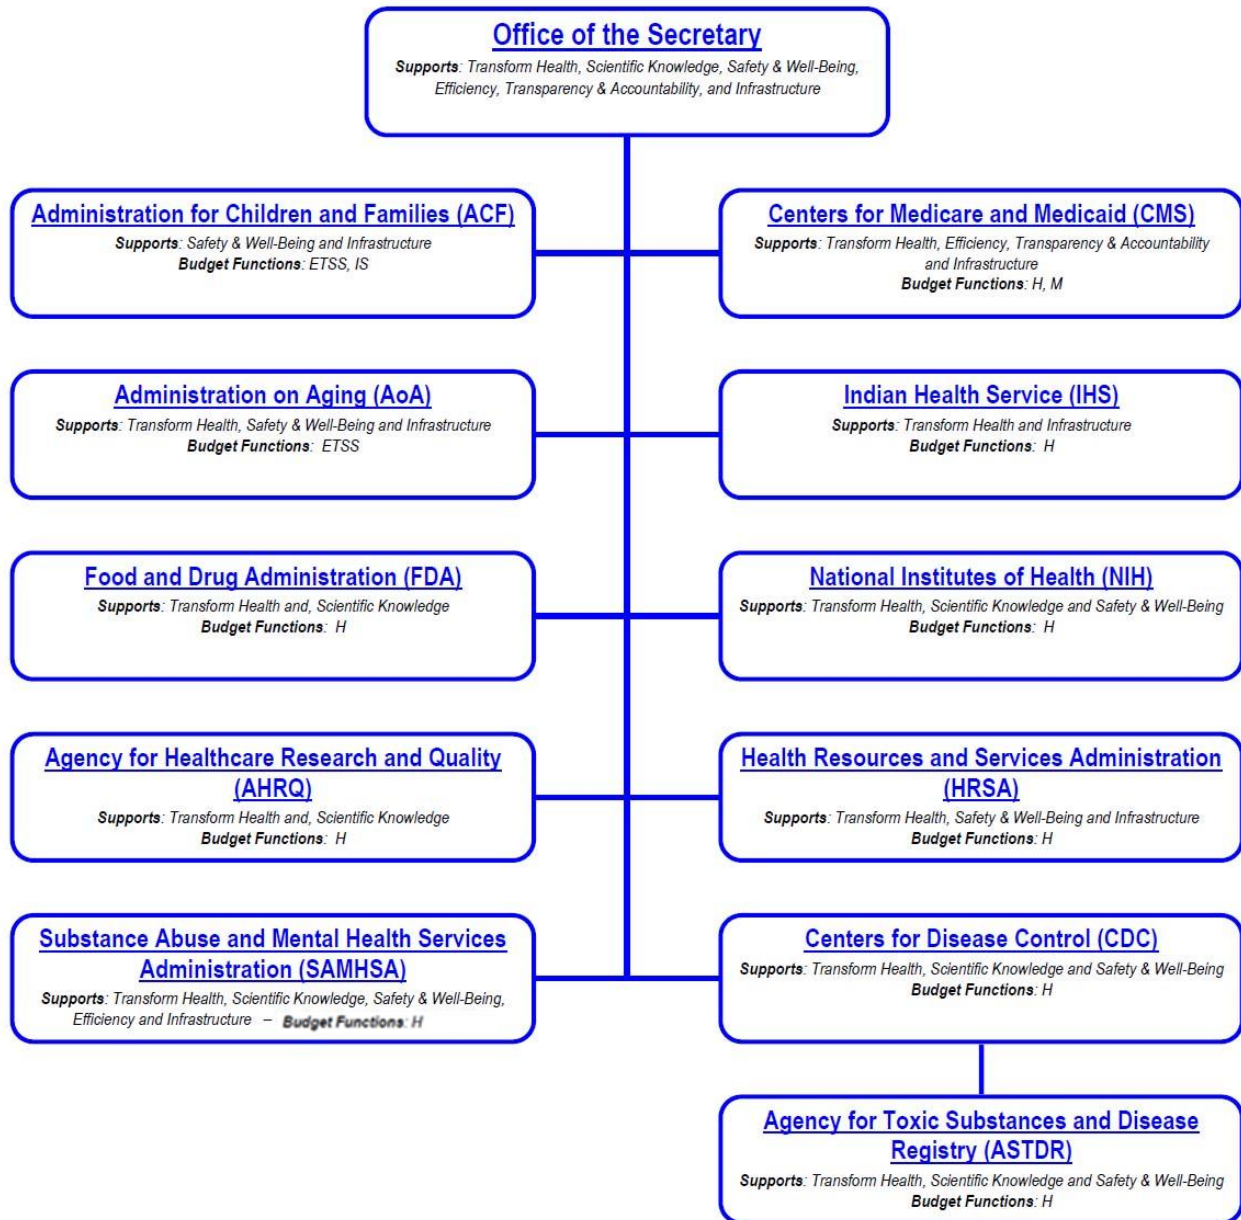 Office of the Secretary
Supports: Transform Health, Scientific Knowledge, Safety & Well-Being,
Efficiency, Transparency & Accountability, and Infrastructure
Administration for Children and Families (ACF)
Supports: Safety & Well-Being and Infrastructure
Budget Functions: ETSS, IS
Centers for Medicare and Medicaid (CMS)
Supports: Transform Health, Efficiency, Transparency & Accountability
and Infrastructure
Budget Functions: H, M
Administration on Aging (AoA)
Supports: Transform Health, Safety & Well-Being and Infrastructure
Budget Functions: ETSS
Indian Health Service (IHS)
Supports: Transform Health and Infrastructure
Budget Functions: H
Food and Drug Administration (FDA)
Supports: Transform Health and, Scientific Knowledge
Budget Functions: H
National Institutes of Health (NIH)
Supports: Transform Health, Scientific Knowledge and Safety & Well-Being
Budget Functions: H
Agency for Healthcare Research and Quality
(AHRQ)
Supports: Transform Health and, Scientific Knowledge
Budget Functions: H
Health Resources and Services Administration
(HRSA)
Supports: Transform Health, Safety & Well-Being and Infrastructure
Budget Functions: H
Substance Abuse and Mental Health Services
Administration (SAMHSA)
Supports: Transform Health, Scientific Knowledge, Safety & Well-Being,
Efficiency and Infrastructure – Budget Functions: H
Centers for Disease Control (CDC)
Supports: Transform Health, Scientific Knowledge and Safety & Well-Being
Budget Functions: H
Agency for Toxic Substances and Disease
Registry (ASTDR)
Supports: Transform Health, Scientific Knowledge and Safety & Well-Being
Budget Functions: H